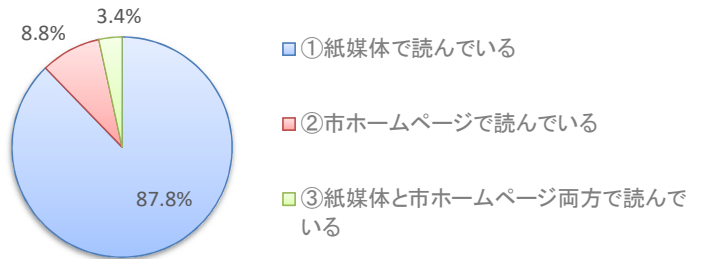 3.4%
8.8%
87.8%
①紙媒体で読んでいる
②市ホームページで読んでいる
③紙媒体と市ホームページ両方で読んで
いる